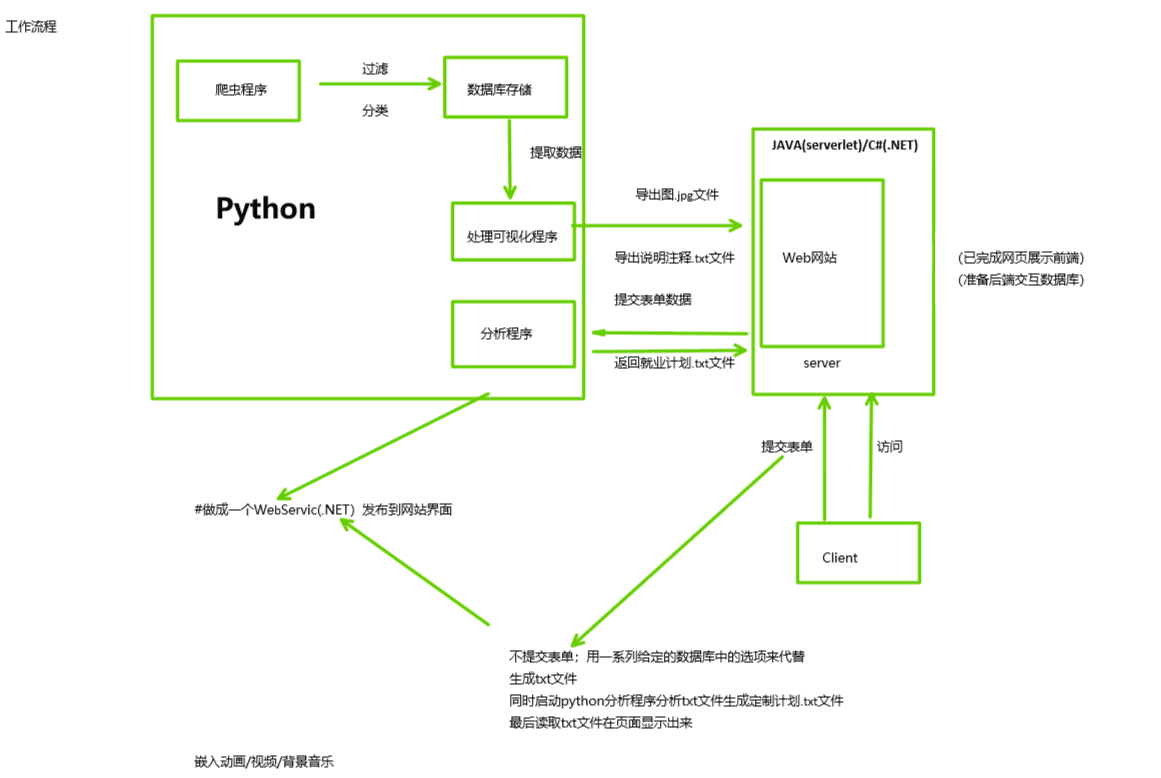 工作流程
爬虫程序
过滤
分类
数据库存储
提取数据
Python
处理可视化程序
分析程序
导出图.jpg文件
导出说明注释.txt文件
提交表单数据
返回就业计划.txt文件
JAVA(serverlet)/C#(.NET)
Web网站
server
(已完成网页展示前端)
(准备后端交互数据库)
提交表单
访问
Client
#做成一个WebServic(.NET) 发布到网站界面
不提交表单；用一系列给定的数据库中的选项来代替
生成txt文件
同时启动python分析程序分析txt文件生成定制计划.txt文件
最后读取txt文件在页面显示出来
嵌入动画/视频/背景音乐